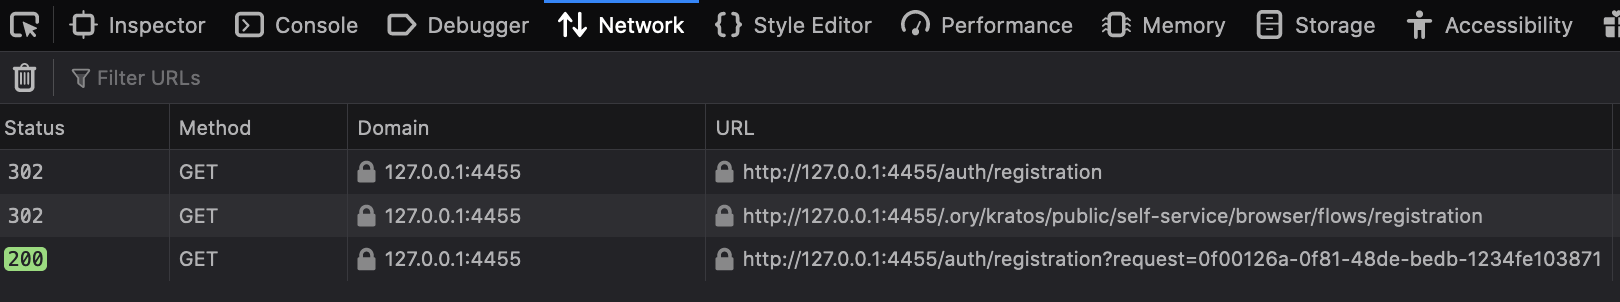 Inspector Console Debugger Network Style Editor Performance Memory Storage Accessibility
Filter URLs
Status Method Domain URL
302 GET 127.0.0.1:4455 http://127.0.0.1:4455/auth/registration
302 GET 127.0.0.1:4455 http://127.0.0.1:4455/.ory/kratos/public/self-service/browser/flows/registration
200 GET 127.0.0.1:4455 http://127.0.0.1:4455/auth/registration?request=0f00126a-0f81-48de-bedb-1234fe103871